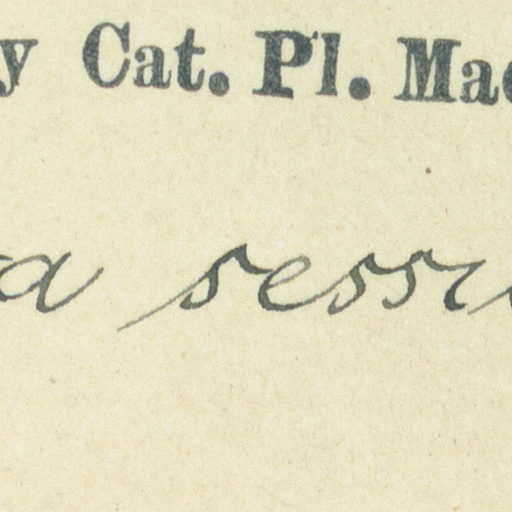 y Cat. Pl. Mac
a sessi